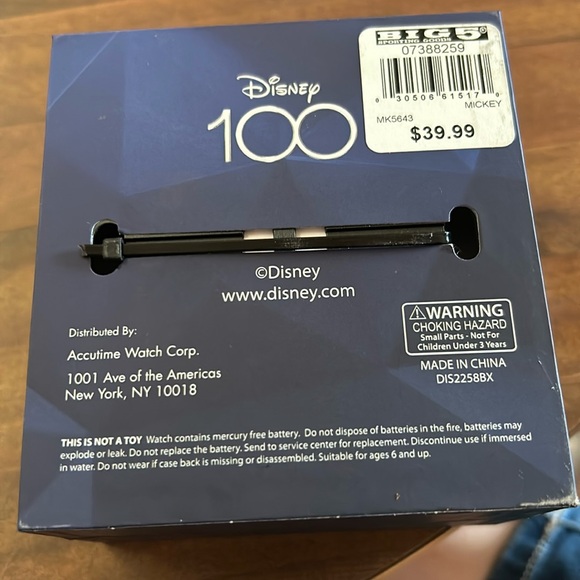 BIG 5®
SPORTING GOODS
07388259
0 30506 61517 0
MICKEY
MK5643
$39.99
Disney
100
©Disney
www.disney.com
WARNING
CHOKING HAZARD
Small Parts - Not For
Children Under 3 Years
MADE IN CHINA
DIS2258BX
Distributed By:
Accutime Watch Corp.
1001 Ave of the Americas
New York, NY 10018
THIS IS NOT A TOY Watch contains mercury free battery. Do not dispose of batteries in the fire, batteries may
explode or leak. Do not replace the battery. Send to service center for replacement. Discontinue use if immersed
in water. Do not wear if case back is missing or disassembled. Suitable for ages 6 and up.